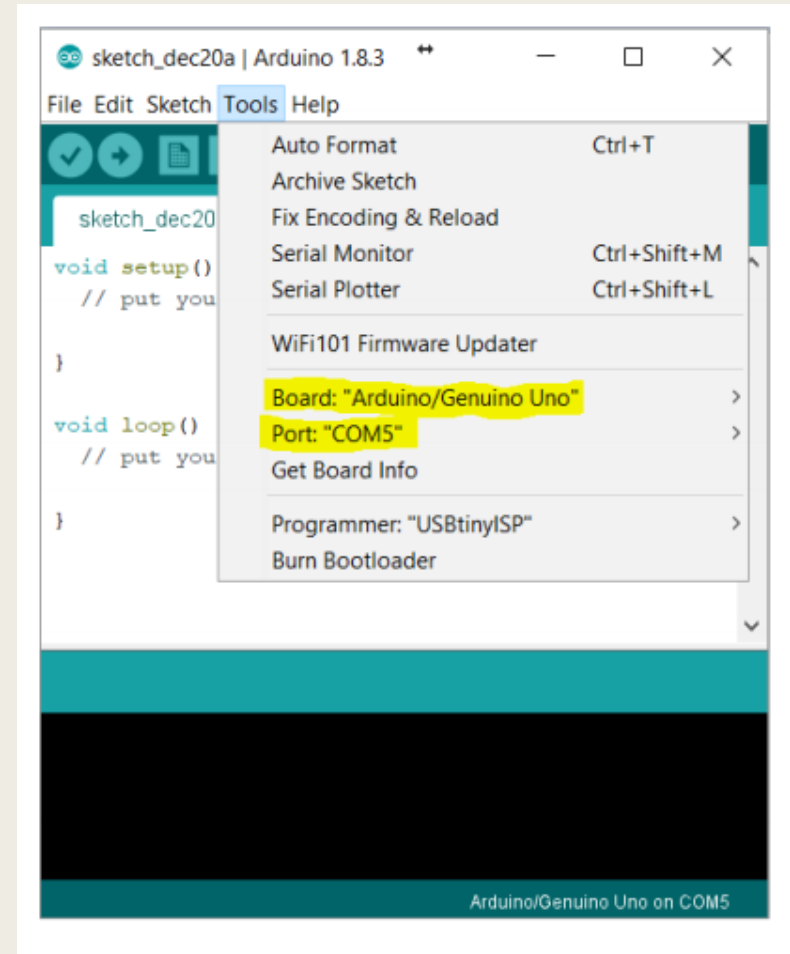 sketch_dec20a | Arduino 1.8.3
File Edit Sketch Tools Help
Auto Format Ctrl+T
Archive Sketch
sketch_dec20
Fix Encoding & Reload
Serial Monitor Ctrl+Shift+M
void setup()
// put you
Serial Plotter Ctrl+Shift+L
WiFi101 Firmware Updater
}
Board: "Arduino/Genuino Uno"
void loop()
Port: "COM5"
// put you
Get Board Info
}
Programmer: "USBtinyISP"
Burn Bootloader
Arduino/Genuino Uno on COM5